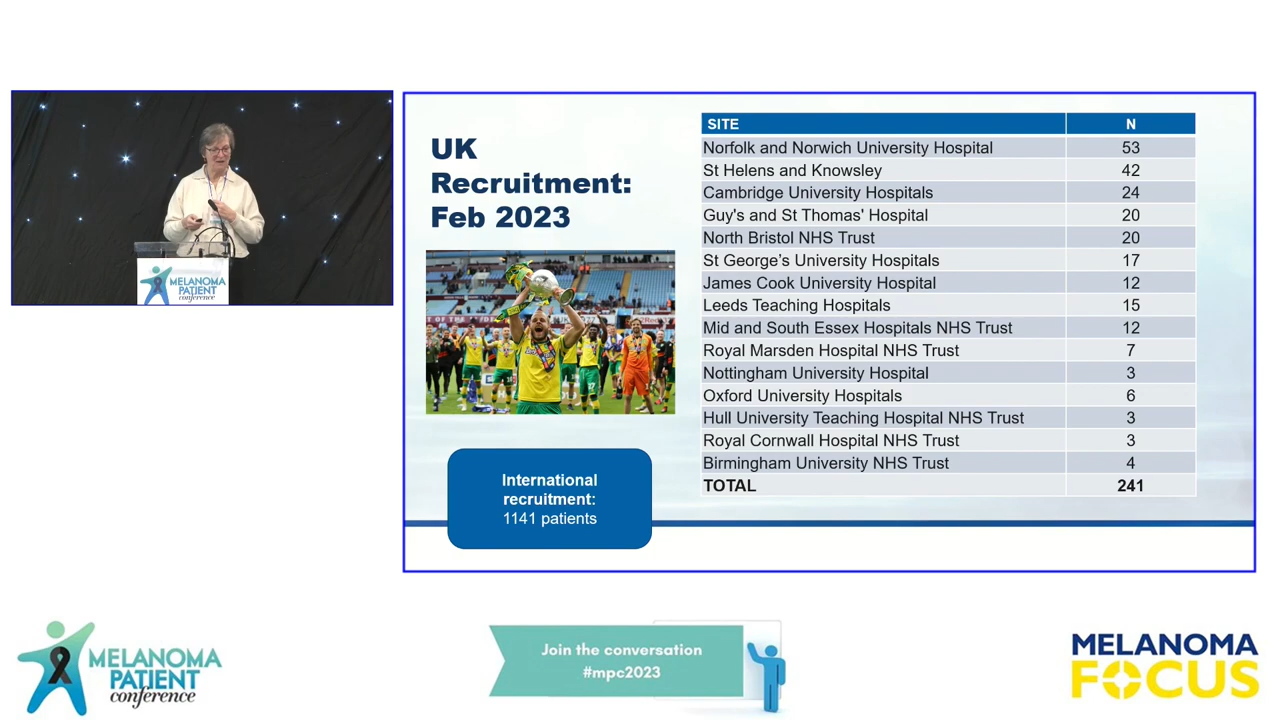 MELANOMA
PATIENT
conference
UK
Recruitment:
Feb 2023
International
recruitment:
1141 patients
SITE N
Norfolk and Norwich University Hospital 53
St Helens and Knowsley 42
Cambridge University Hospitals 24
Guy's and St Thomas' Hospital 20
North Bristol NHS Trust 20
St George’s University Hospitals 17
James Cook University Hospital 12
Leeds Teaching Hospitals 15
Mid and South Essex Hospitals NHS Trust 12
Royal Marsden Hospital NHS Trust 7
Nottingham University Hospital 3
Oxford University Hospitals 6
Hull University Teaching Hospital NHS Trust 3
Royal Cornwall Hospital NHS Trust 3
Birmingham University NHS Trust 4
TOTAL 241
MELANOMA
PATIENT
conference
Join the conversation
#mpc2023
MELANOMA
FOCUS